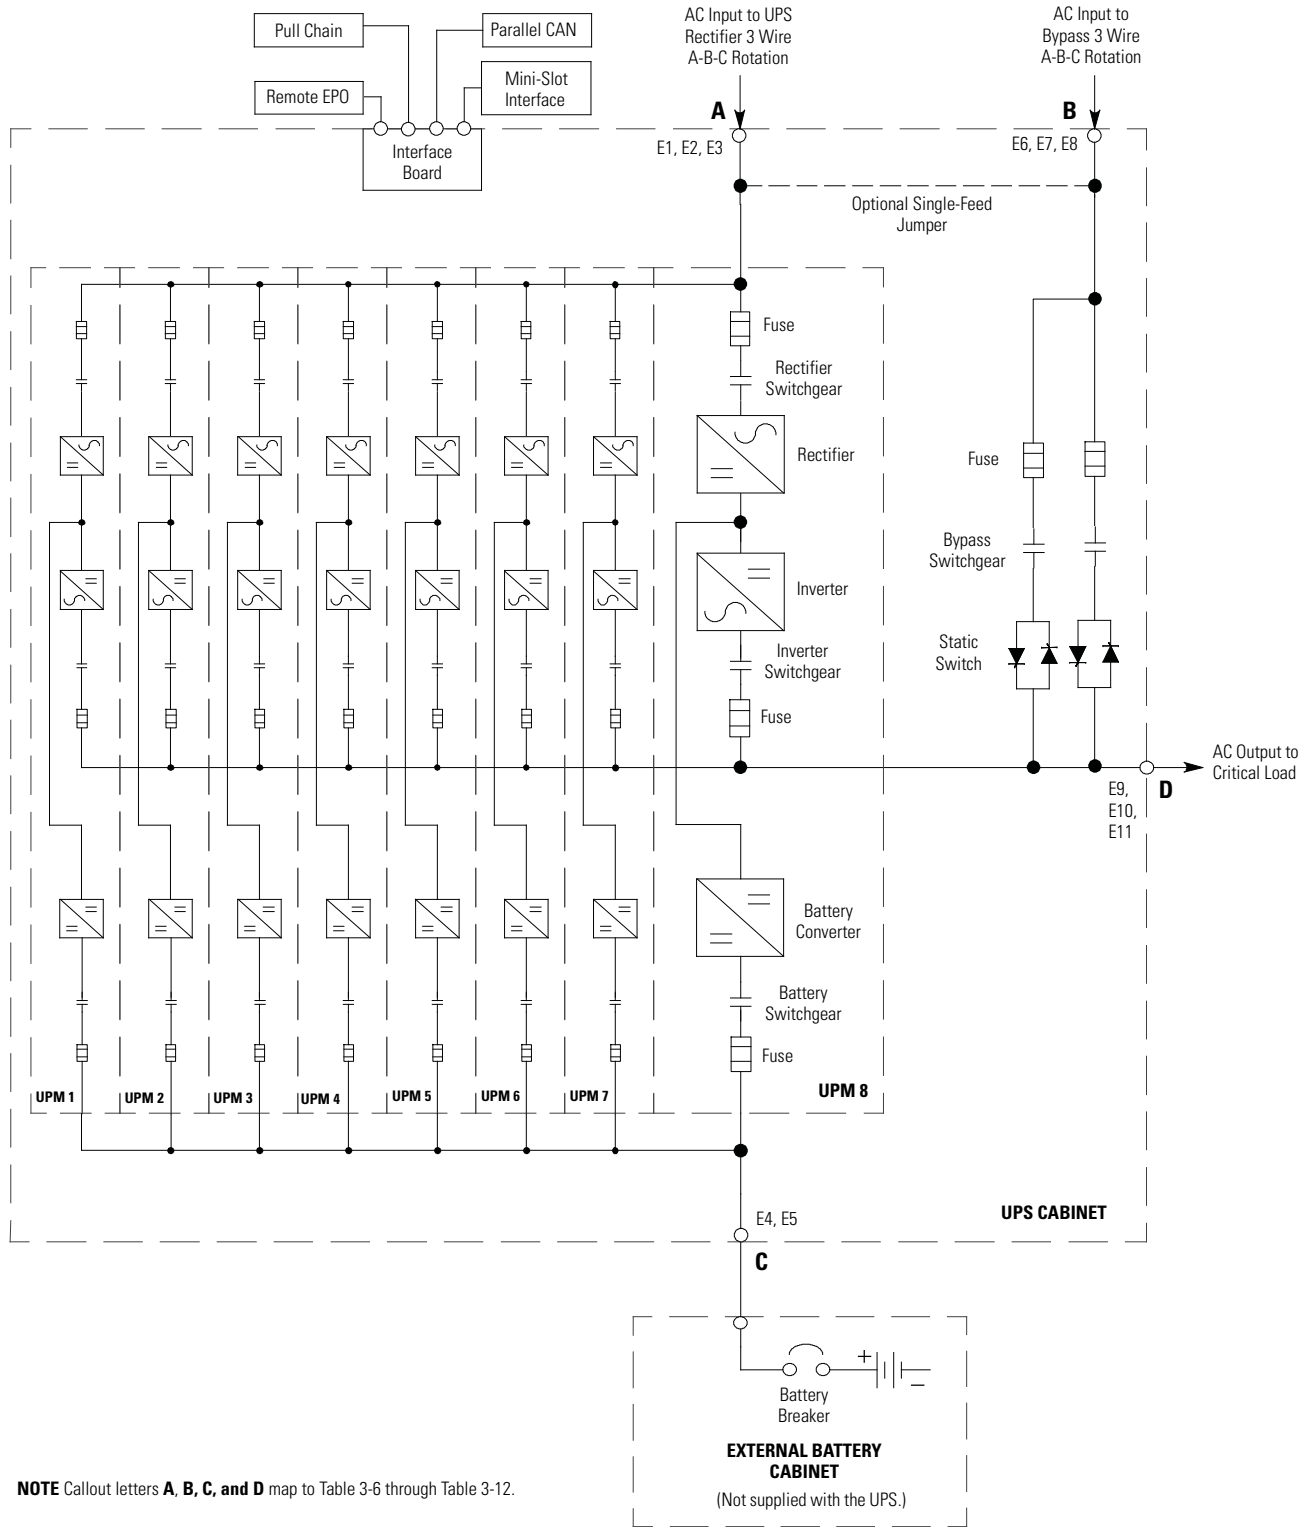 Pull Chain
Parallel CAN
Remote EPO
Mini-Slot
Interface
Interface
Board
AC Input to UPS
Rectifier 3 Wire
A-B-C Rotation
AC Input to
Bypass 3 Wire
A-B-C Rotation
A
B
E1, E2, E3
E6, E7, E8
Optional Single-Feed
Jumper
Fuse
Rectifier
Switchgear
Rectifier
Inverter
Inverter
Switchgear
Fuse
Fuse
Bypass
Switchgear
Static
Switch
AC Output to
Critical Load
D
E9,
E10,
E11
Battery
Converter
Battery
Switchgear
Fuse
UPM 1
UPM 2
UPM 3
UPM 4
UPM 5
UPM 6
UPM 7
UPM 8
E4, E5
UPS CABINET
C
+
–
Battery
Breaker
EXTERNAL BATTERY
CABINET
(Not supplied with the UPS.)
NOTE Callout letters A, B, C, and D map to Table 3-6 through Table 3-12.